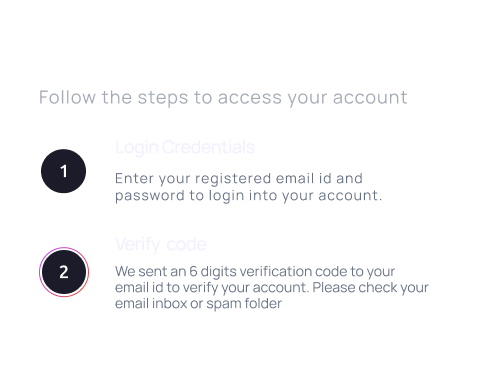 Follow the steps to access your account
1
Login Credentials
Enter your registered email id and
password to login into your account.
2
Verify code
We sent an 6 digits verification code to your
email id to verify your account. Please check your
email inbox or spam folder